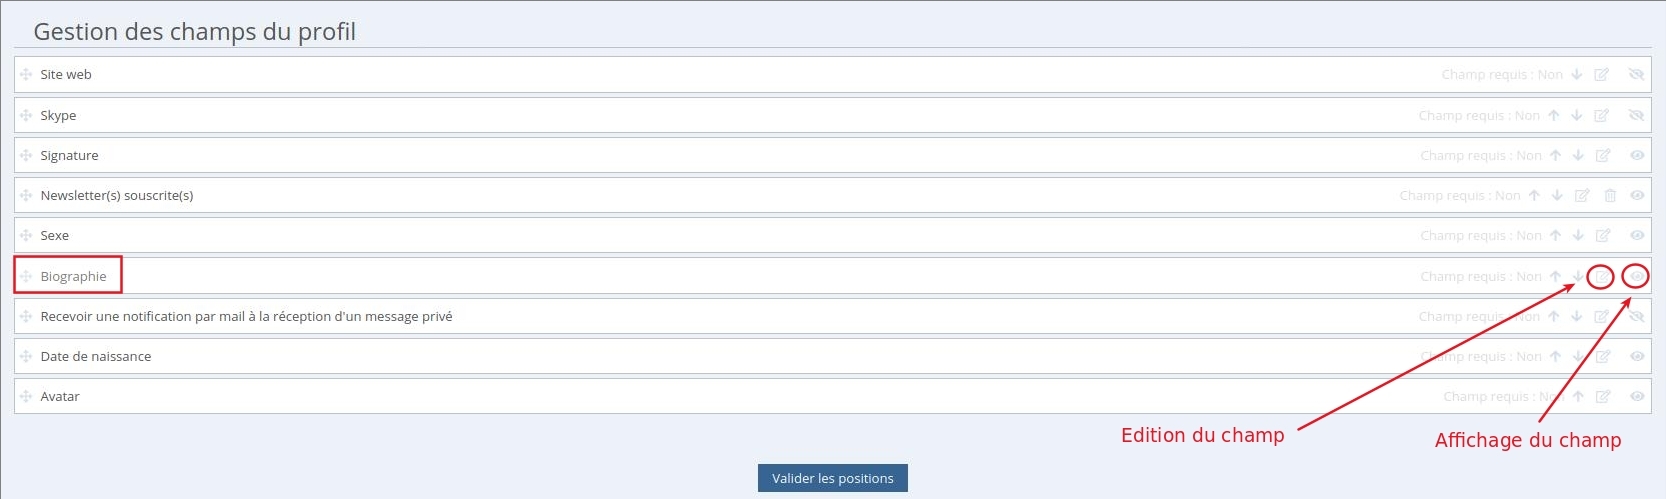 Gestion des champs du profil
Site web Champ requis : Non
Skype Champ requis : Non
Signature Champ requis : Non
Newsletter(s) souscrite(s) Champ requis : Non
Sexe Champ requis : Non
Biographie Champ requis : Non
Recevoir une notification par mail à la réception d'un message privé Champ requis : Non
Date de naissance Champ requis : Non
Avatar Champ requis : Non
Edition du champ
Affichage du champ
Valider les positions